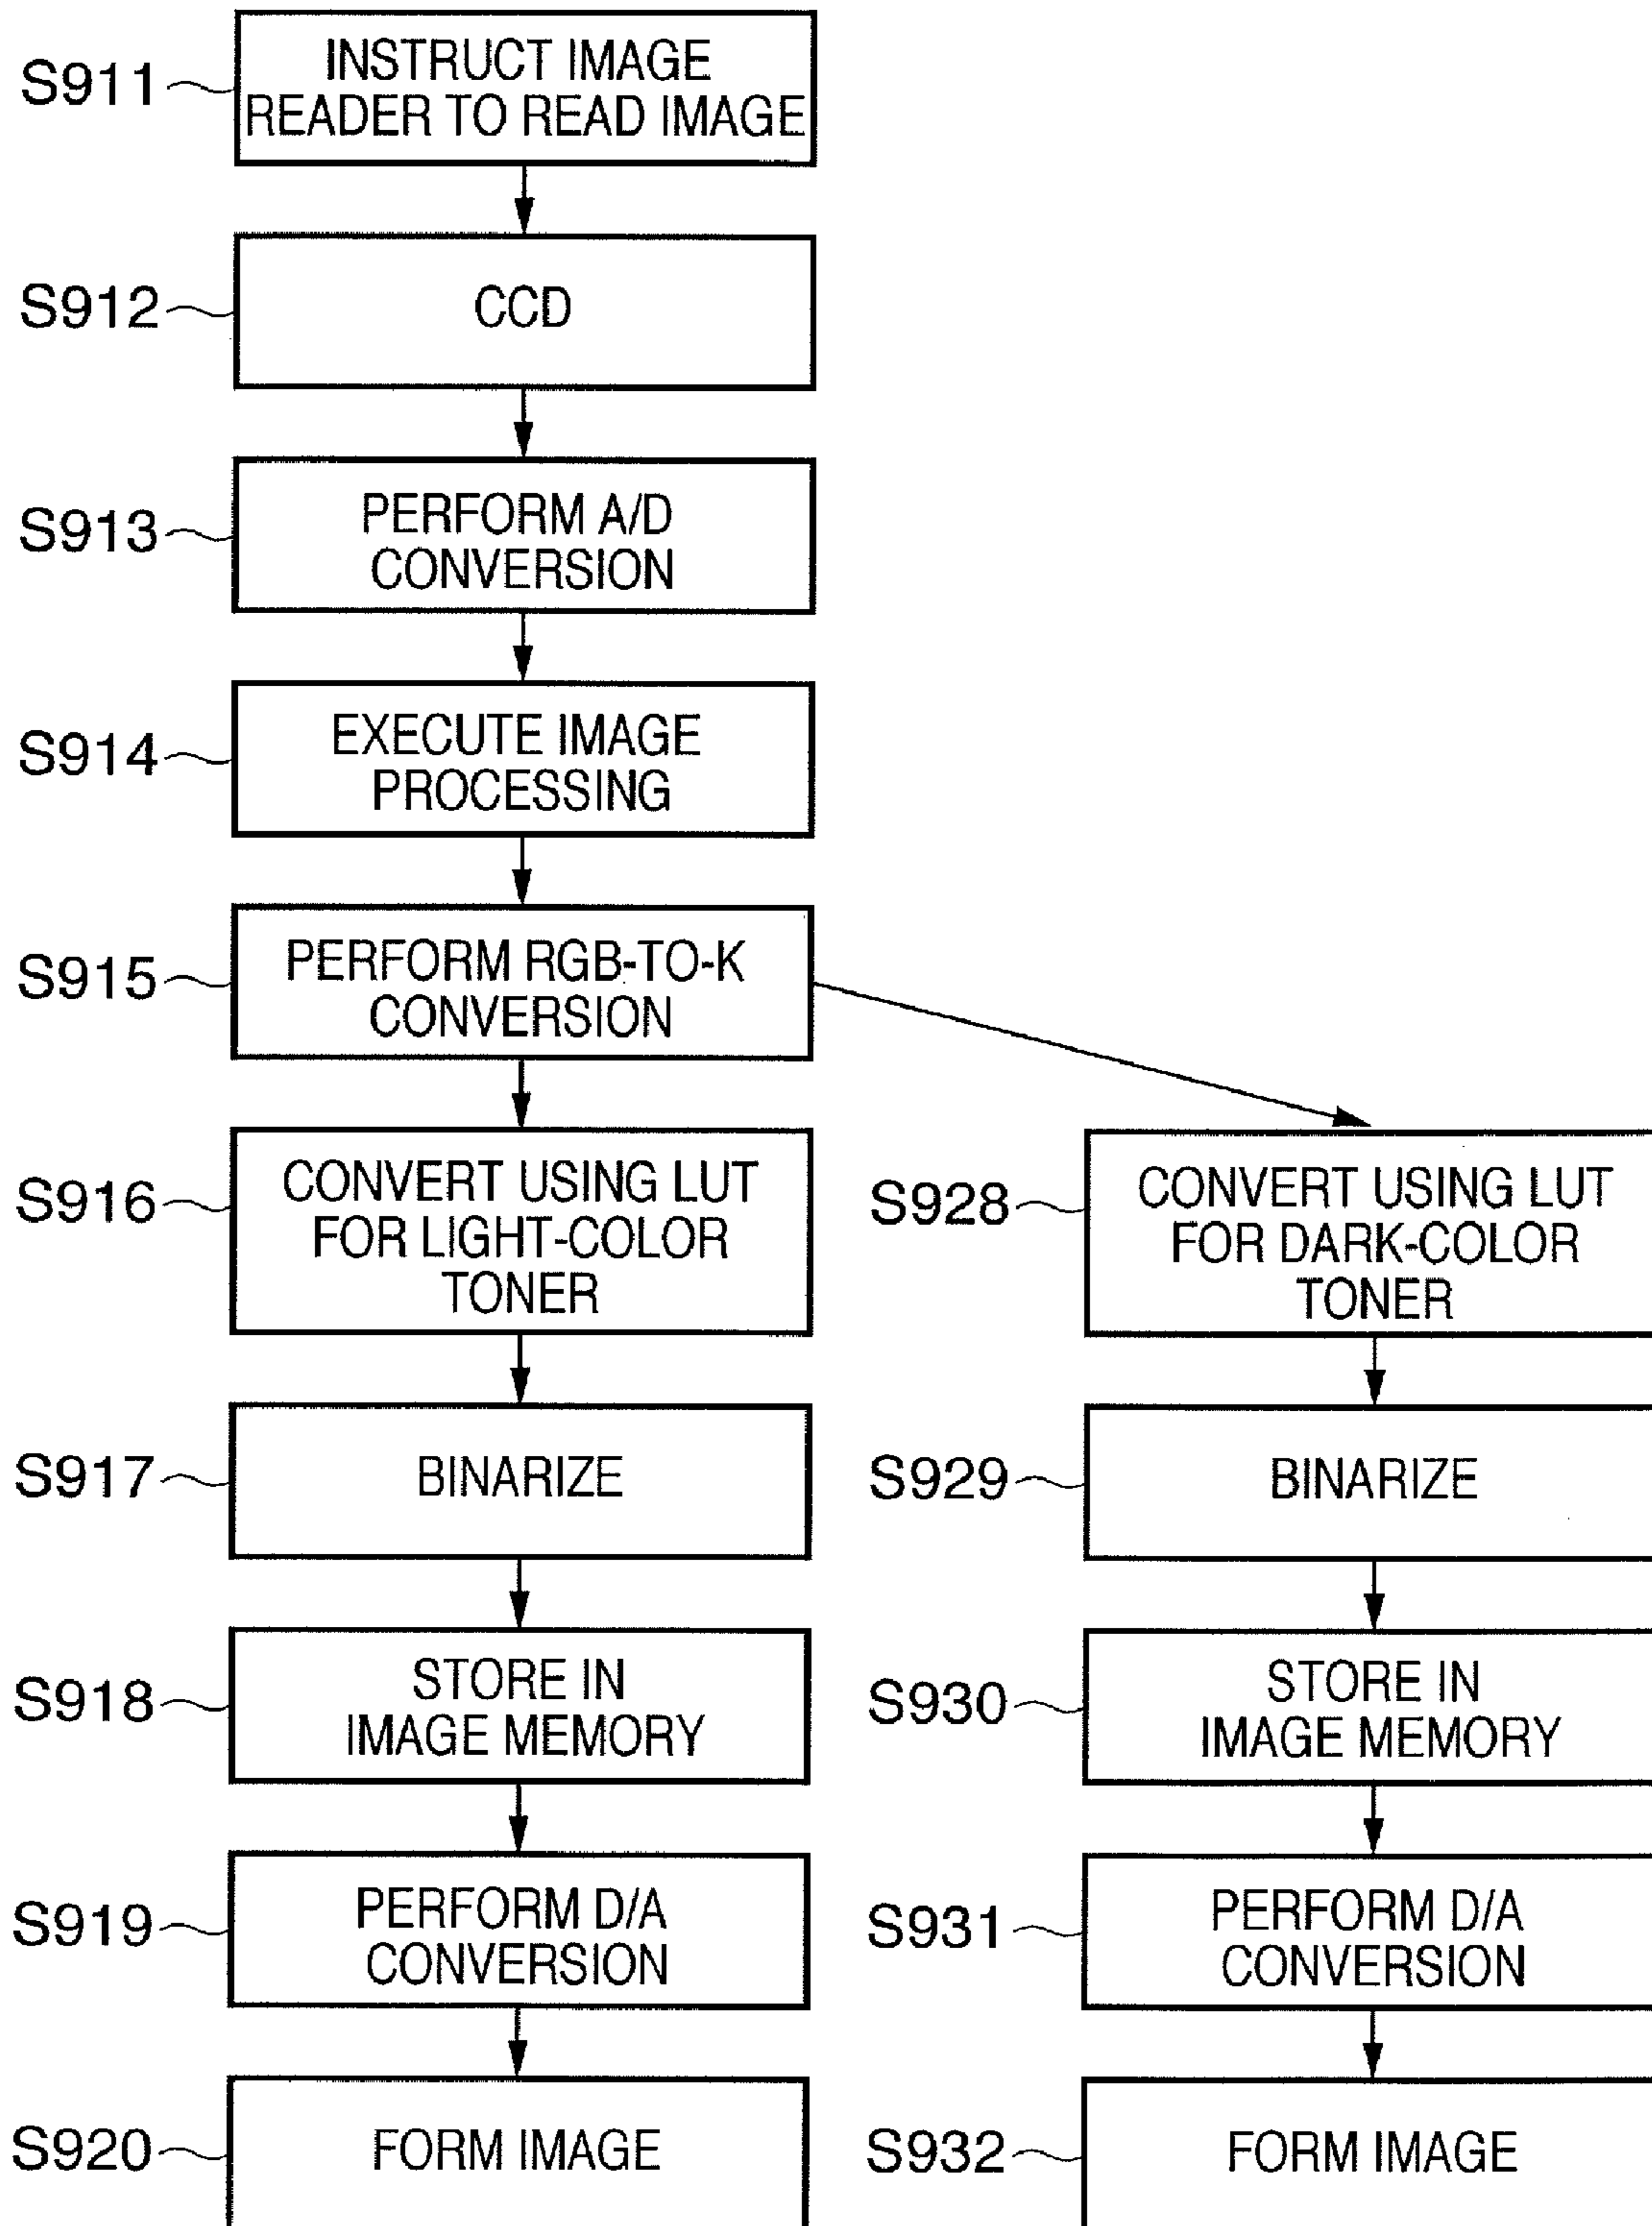 S911
INSTRUCT IMAGE
READER TO READ IMAGE
S912
CCD
S913
PERFORM A/D
CONVERSION
S914
EXECUTE IMAGE
PROCESSING
S915
PERFORM RGB-TO-K
CONVERSION
S916
CONVERT USING LUT
FOR LIGHT-COLOR
TONER
S917
BINARIZE
S918
STORE IN
IMAGE MEMORY
S919
PERFORM D/A
CONVERSION
S920
FORM IMAGE
S928
CONVERT USING LUT
FOR DARK-COLOR
TONER
S929
BINARIZE
S930
STORE IN
IMAGE MEMORY
S931
PERFORM D/A
CONVERSION
S932
FORM IMAGE